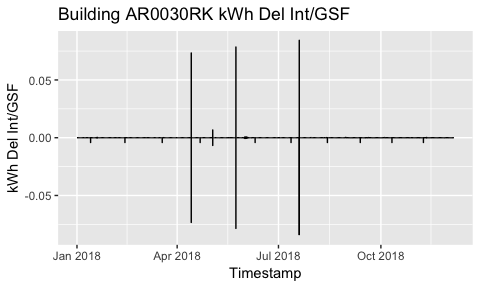 Building AR0030RK kWh Del Int/GSF
kWh Del Int/GSF
0.05
0.00
-0.05
Jan 2018
Apr 2018
Jul 2018
Oct 2018
Timestamp